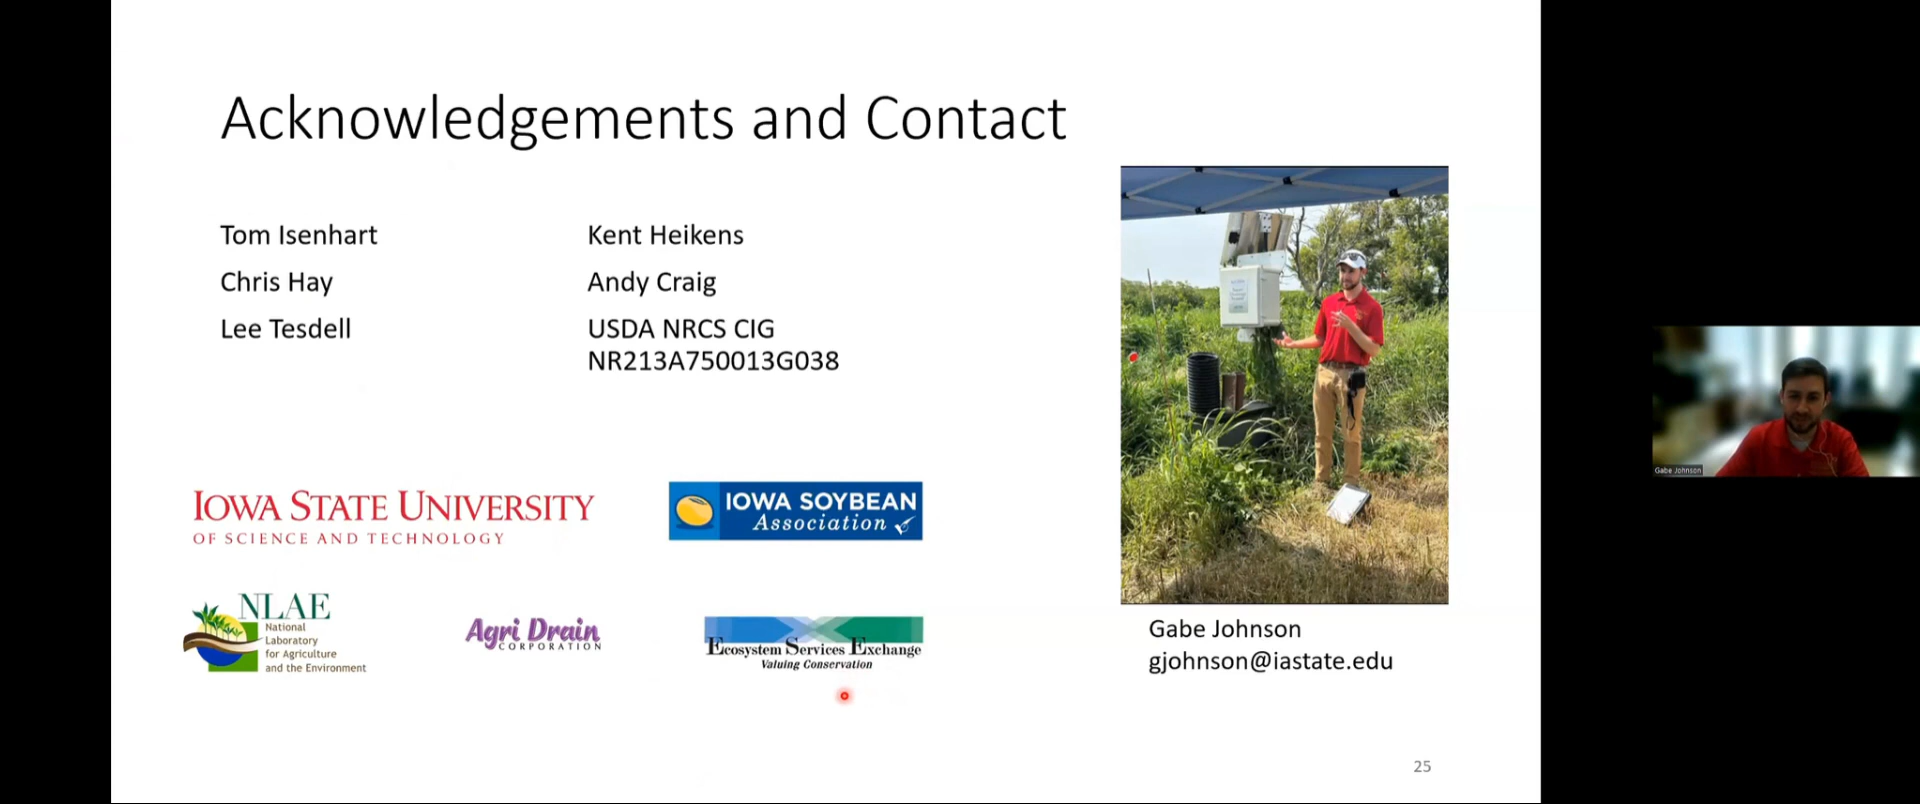 Acknowledgements and Contact
Tom Isenhart
Chris Hay
Lee Tesdell
Kent Heikens
Andy Craig
USDA NRCS CIG
NR213A750013G038
IOWA STATE UNIVERSITY
OF SCIENCE AND TECHNOLOGY
IOWA SOYBEAN
Association
NLAE
National
Laboratory
for Agriculture
and the Environment
Agri Drain
CORPORATION
Ecosystem Services Exchange
Valuing Conservation
Gabe Johnson
gjohnson@iastate.edu
25
Gabe Johnson